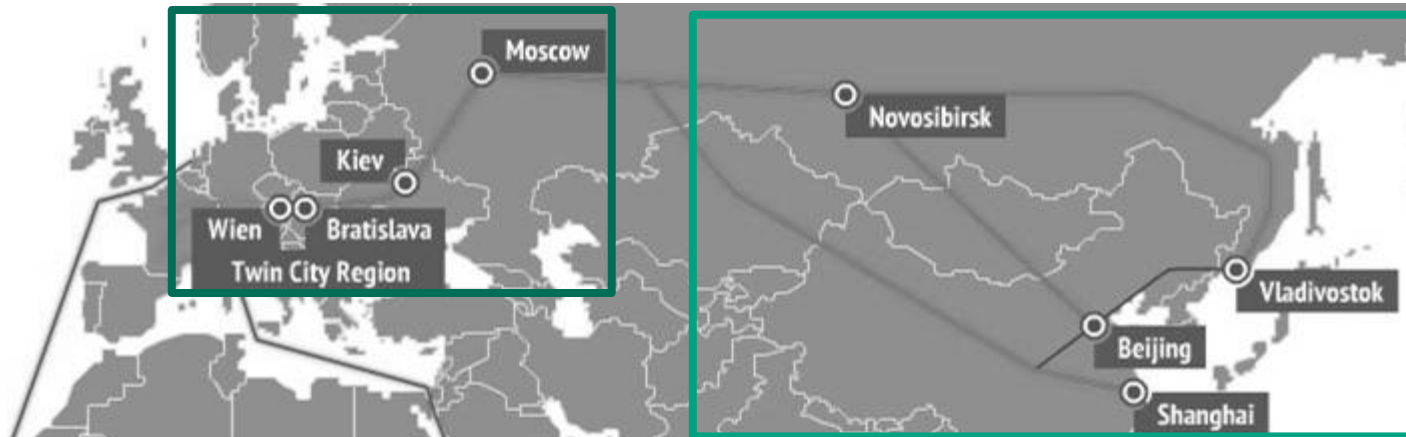 Moscow
Novosibirsk
Kiev
Wien
Bratislava
Twin City Region
Vladivostok
Beijing
Shanghai